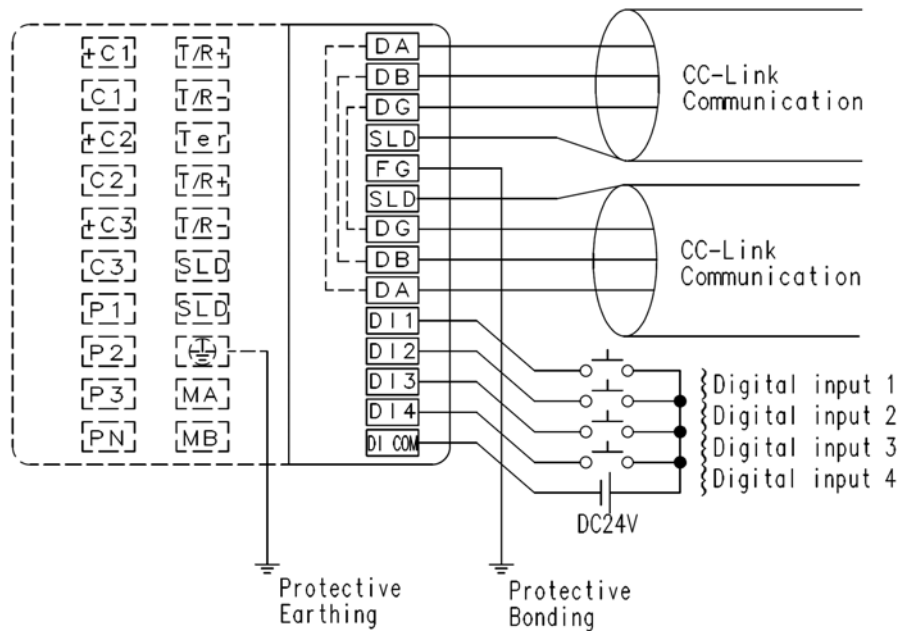 +C1 T/R+
C1 T/R-
+C2 Ter
C2 T/R+
+C3 T/R-
C3 SLD
P1 SLD
P2
P3 MA
PN MB
DA
DB
DG
SLD
FG
SLD
DG
DB
DA
DI1
DI2
DI3
DI4
DI COM
CC-Link
Communication
CC-Link
Communication
Digital input 1
Digital input 2
Digital input 3
Digital input 4
DC24V
Protective
Earthing
Protective
Bonding